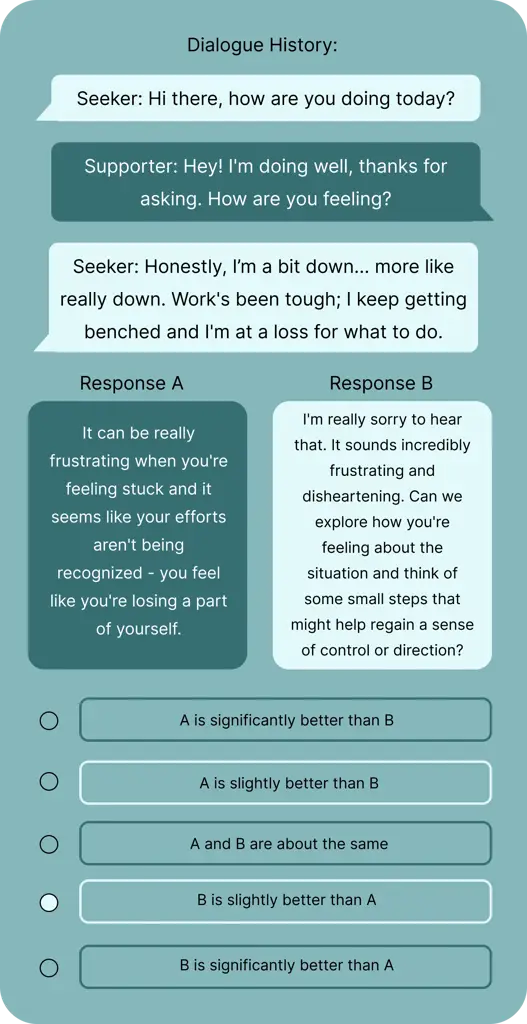 Dialogue History:
Seeker: Hi there, how are you doing today?
Supporter: Hey! I'm doing well, thanks for
asking. How are you feeling?
Seeker: Honestly, I’m a bit down... more like
really down. Work's been tough; I keep getting
benched and I'm at a loss for what to do.
Response A
It can be really
frustrating when you're
feeling stuck and it
seems like your efforts
aren't being
recognized - you feel
like you're losing a part
of yourself.
Response B
I'm really sorry to hear
that. It sounds incredibly
frustrating and
disheartening. Can we
explore how you're
feeling about the
situation and think of
some small steps that
might help regain a sense
of control or direction?
A is significantly better than B
A is slightly better than B
A and B are about the same
B is slightly better than A
B is significantly better than A